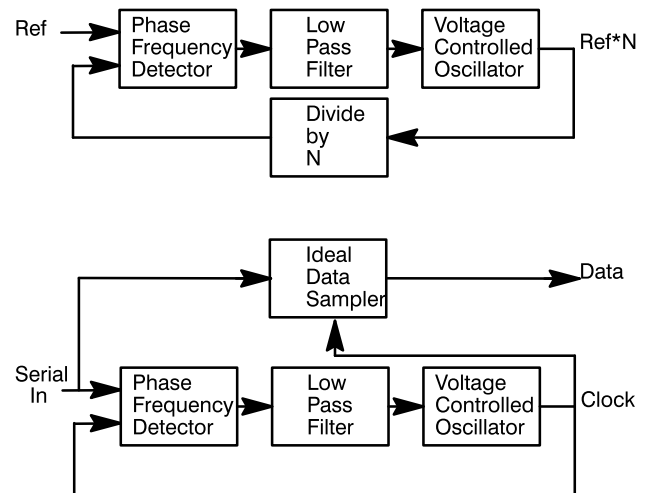 Ref
Phase
Frequency
Detector
Low
Pass
Filter
Voltage
Controlled
Oscillator
Ref*N
Divide
by
N
Ideal
Data
Sampler
Data
Serial
In
Phase
Frequency
Detector
Low
Pass
Filter
Voltage
Controlled
Oscillator
Clock